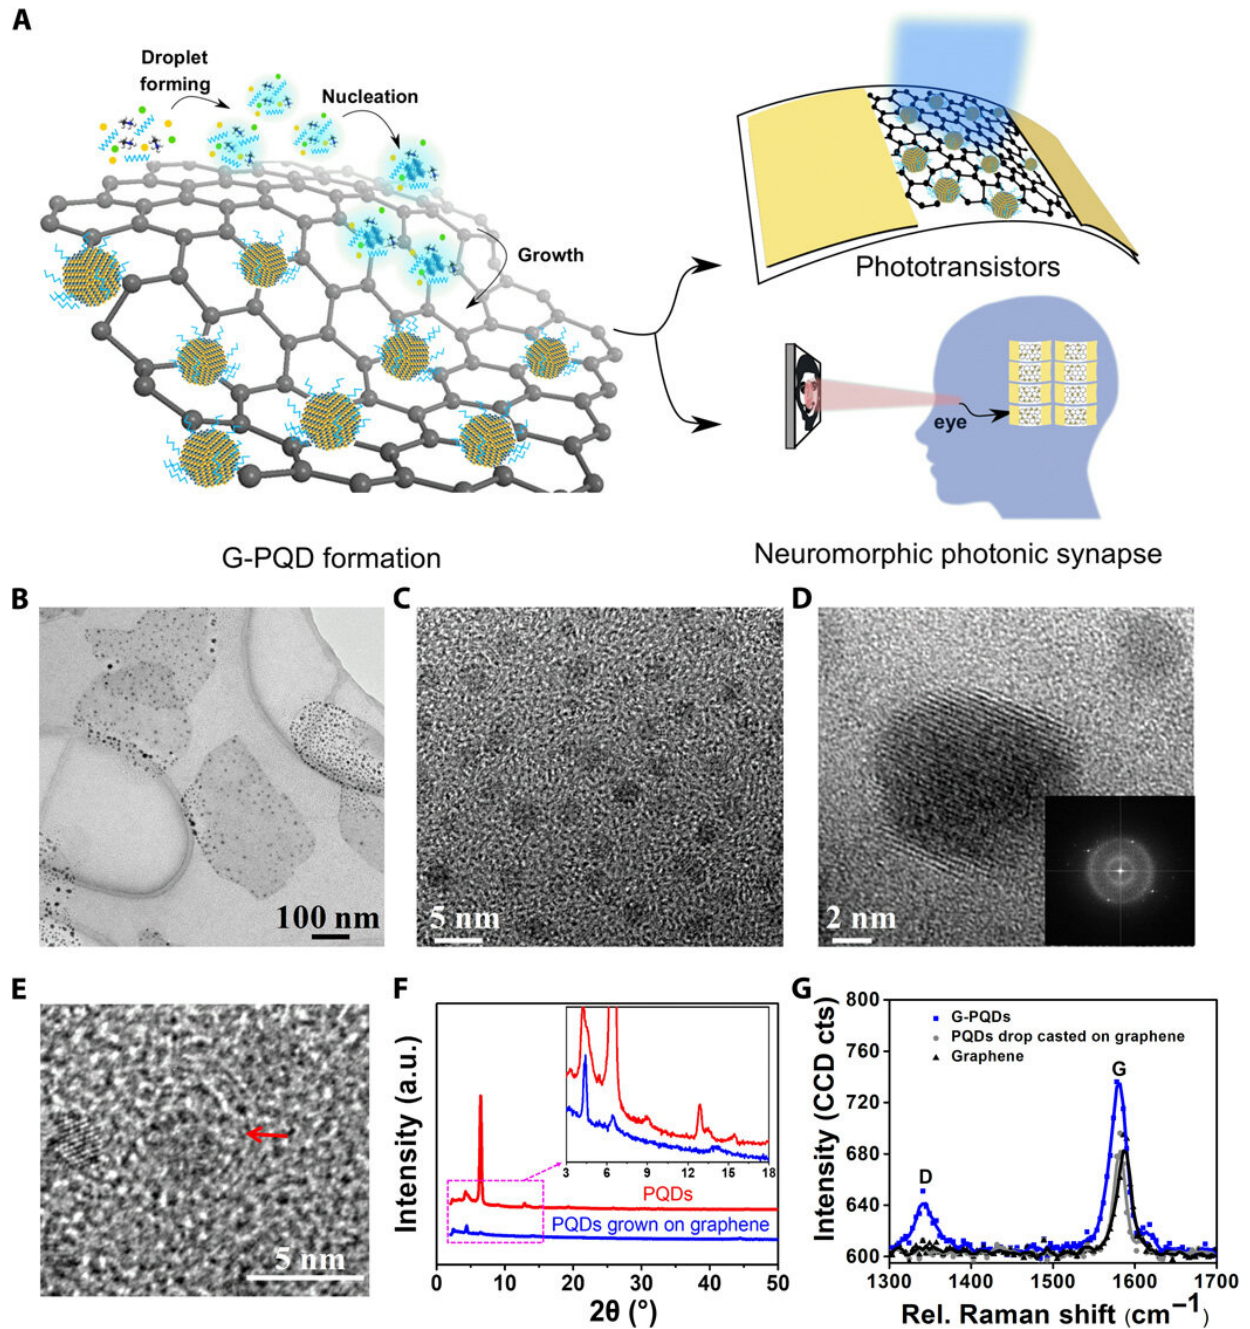 A
Droplet
forming
Nucleation
Growth
G-PQD formation
Phototransistors
eye
Neuromorphic photonic synapse
B
100 nm
C
5 nm
D
2 nm
E
5 nm
F
Intensity (a.u.)
3 6 9 12 15 18
PQDs
PQDs grown on graphene
0 10 20 30 40 50
2θ (°)
G
800
760
720
680
640
600
Intensity (CCD cts)
G-PQDs
PQDs drop casted on graphene
Graphene
D
G
1300 1400 1500 1600 1700
Rel. Raman shift (cm⁻¹)